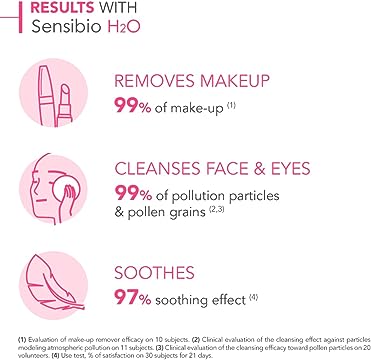 RESULTS WITH
Sensibio H2O
REMOVES MAKEUP
99% of make-up (1)
CLEANSES FACE & EYES
99% of pollution particles
& pollen grains (2,3)
SOOTHES
97% soothing effect (4)
(1) Evaluation of make-up remover efficacy on 10 subjects. (2) Clinical evaluation of the cleansing effect against particles
modeling atmospheric pollution on 11 subjects. (3) Clinical evaluation of the cleansing efficacy toward pollen particles on 20
volunteers. (4) Use test, % of satisfaction on 30 subjects for 21 days.